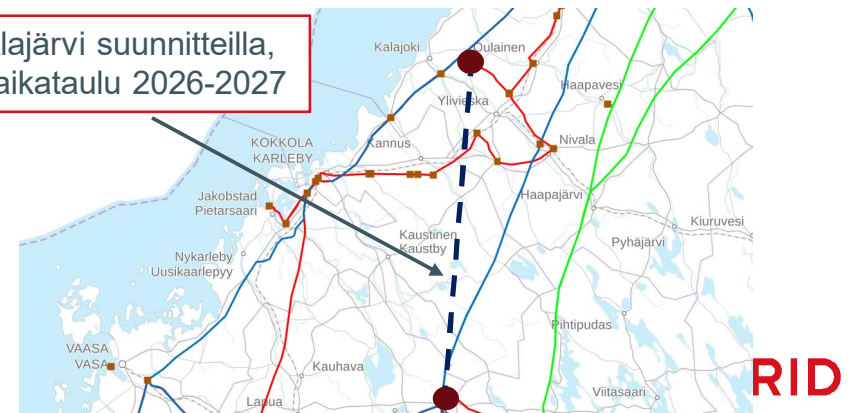 lajärvi suunnitteilla,
aikataulu 2026-2027
Kalajoki
Oulainen
Haapavesi
Ylivieska
KOKKOLA
KARLEBY
Kannus
Nivala
Jakobstad
Pietarsaari
Haapajärvi
Kaustinen
Kaustby
Kiuruvesi
Pyhäjärvi
Nykarleby
Uusikaarlepyy
Pihtipudas
VAASA
VASA
Kauhava
Viitasaari
Lapua
RID